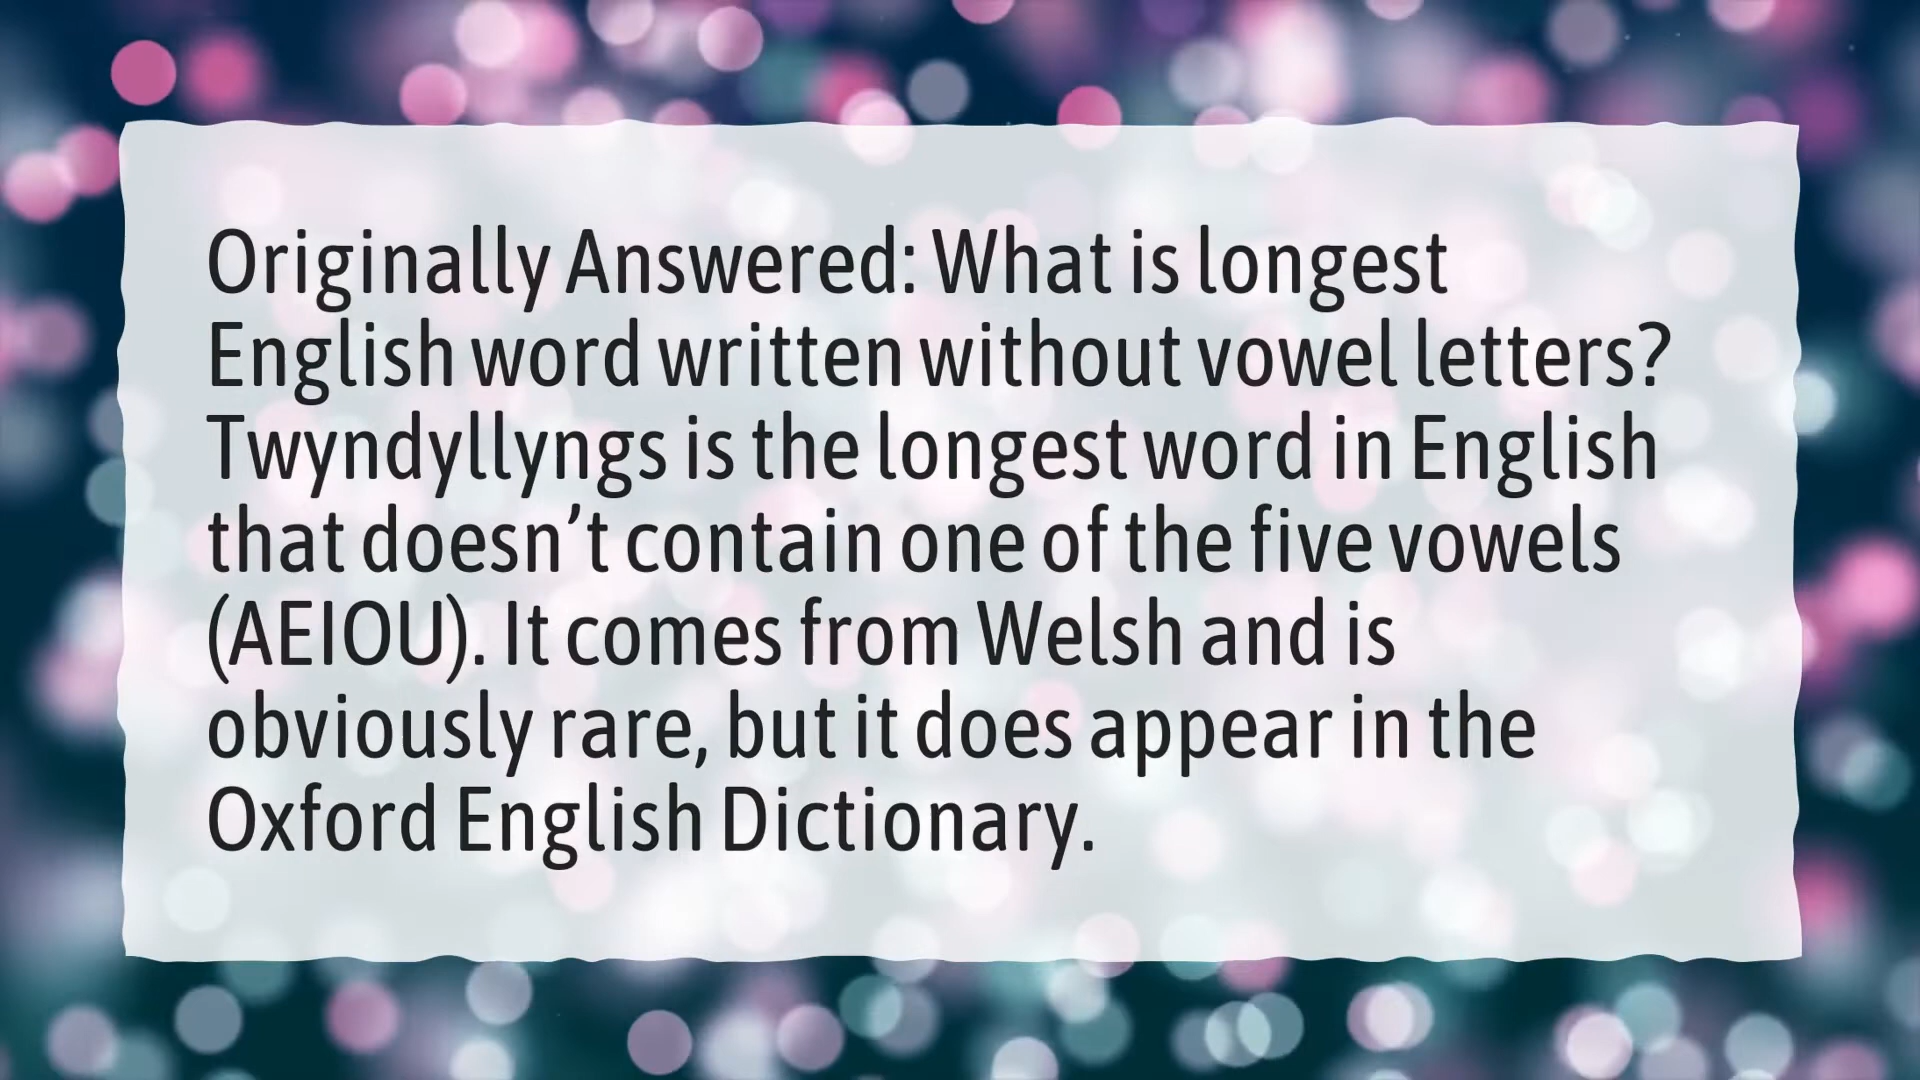 Originally Answered: What is longest
English word written without vowel letters?
Twyndyllyngs is the longest word in English
that doesn’t contain one of the five vowels
(AEIOU). It comes from Welsh and is
obviously rare, but it does appear in the
Oxford English Dictionary.